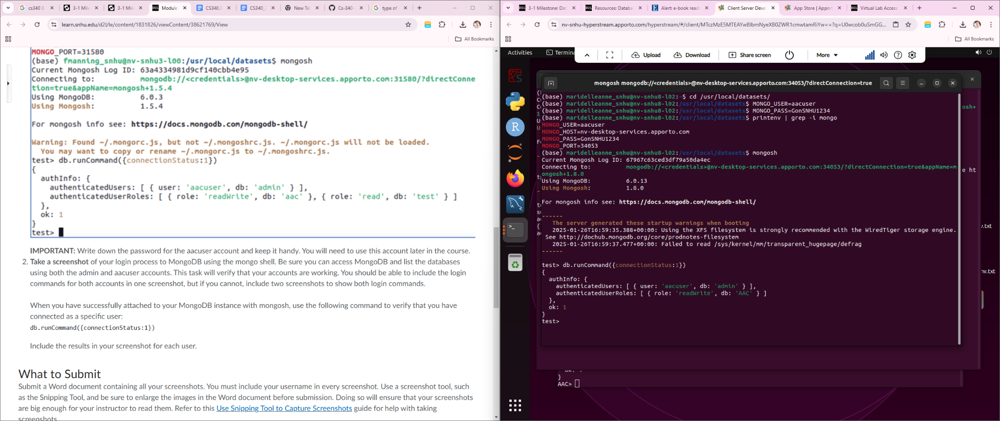 cs340 3
3-1 Mile
3-1 Mile
Module
CS340.3
CS340_
New Ta
Cs-340-
type of
learn.snhu.edu/d2l/le/content/1831826/viewContent/38621769/View
All Bookmarks
MONGO_PORT=31580
(base) fmanning_snhu@nv-snhu3-l00:/usr/local/datasets$ mongosh
Current Mongosh Log ID: 63a4334981d9cf140cbb4e95
Connecting to: mongodb://<credentials>@nv-desktop-services.apporto.com:31580/?directConne
tion=true&appName=mongosh+1.5.4
Using MongoDB: 6.0.3
Using Mongosh: 1.5.4
For mongosh info see: https://docs.mongodb.com/mongodb-shell/
Warning: Found ~/.mongorc.js, but not ~/.mongoshrc.js. ~/.mongorc.js will not be loaded.
You may want to copy or rename ~/.mongorc.js to ~/.mongoshrc.js.
test> db.runCommand({connectionStatus:1})
{
authInfo: {
authenticatedUsers: [ { user: 'aacuser', db: 'admin' } ],
authenticatedUserRoles: [ { role: 'readWrite', db: 'aac' }, { role: 'read', db: 'test' } ]
},
ok: 1
}
test>
IMPORTANT: Write down the password for the aacuser account and keep it handy. You will need to use this account later in the course.
2. Take a screenshot of your login process to MongoDB using the mongo shell. Be sure you can access MongoDB and list the databases
using both the admin and aacuser accounts. This task will verify that your accounts are working. You should be able to include the login
commands for both accounts in one screenshot, but if you cannot, include two screenshots to show both login commands.
When you have successfully attached to your MongoDB instance with mongosh, use the following command to verify that you have
connected as a specific user:
db.runCommand({connectionStatus:1})
Include the results in your screenshot for each user.
What to Submit
Submit a Word document containing all your screenshots. You must include your username in every screenshot. Use a screenshot tool, such
as the Snipping Tool, and be sure to enlarge the images in the Word document before submission. Doing so will ensure that your screenshots
are big enough for your instructor to read them. Refer to this Use Snipping Tool to Capture Screenshots guide for help with taking
screenshots.
3-1 Milestone: Dat
Resources: Databa
Alert: e-book readi
Client Server Deve
App Store | Apport
Virtual Lab Access
nv-snhu-hyperstream.apporto.com/hyperstream/#/client/MTczMzE5MTEAYwBlbmNyeXB0ZWR1cmwtamRiYw==?q=U0wcob0uSmGG...
All Bookmarks
Activities
Termina
Upload
Download
Share screen
More
mongosh mongodb://<credentials>@nv-desktop-services.apporto.com:34053/?directConnection=true
(base) maridelleanne_snhu@nv-snhu8-l02:~$ cd /usr/local/datasets/
(base) maridelleanne_snhu@nv-snhu8-l02:/usr/local/datasets$ MONGO_USER=aacuser
(base) maridelleanne_snhu@nv-snhu8-l02:/usr/local/datasets$ MONGO_PASS=GonSNHU1234
(base) maridelleanne_snhu@nv-snhu8-l02:/usr/local/datasets$ printenv | grep -i mongo
MONGO_USER=aacuser
MONGO_HOST=nv-desktop-services.apporto.com
MONGO_PASS=GonSNHU1234
MONGO_PORT=34053
(base) maridelleanne_snhu@nv-snhu8-l02:/usr/local/datasets$ mongosh
Current Mongosh Log ID: 67967c63ced3df79a50da4ec
Connecting to: mongodb://<credentials>@nv-desktop-services.apporto.com:34053/?directConnection=true&appName=m
ongosh+1.8.0
Using MongoDB: 6.0.13
Using Mongosh: 1.8.0
For mongosh info see: https://docs.mongodb.com/mongodb-shell/
------
The server generated these startup warnings when booting
2025-01-26T16:59:35.388+00:00: Using the XFS filesystem is strongly recommended with the WiredTiger storage engine.
See http://dochub.mongodb.org/core/prodnotes-filesystem
2025-01-26T16:59:37.477+00:00: Failed to read /sys/kernel/mm/transparent_hugepage/defrag
------
test> db.runCommand({connectionStatus:1})
{
authInfo: {
authenticatedUsers: [ { user: 'aacuser', db: 'admin' } ],
authenticatedUserRoles: [ { role: 'readWrite', db: 'AAC' } ]
},
ok: 1
}
test>
osh+
e ht
v.txt
nv.txt
}
AAC>